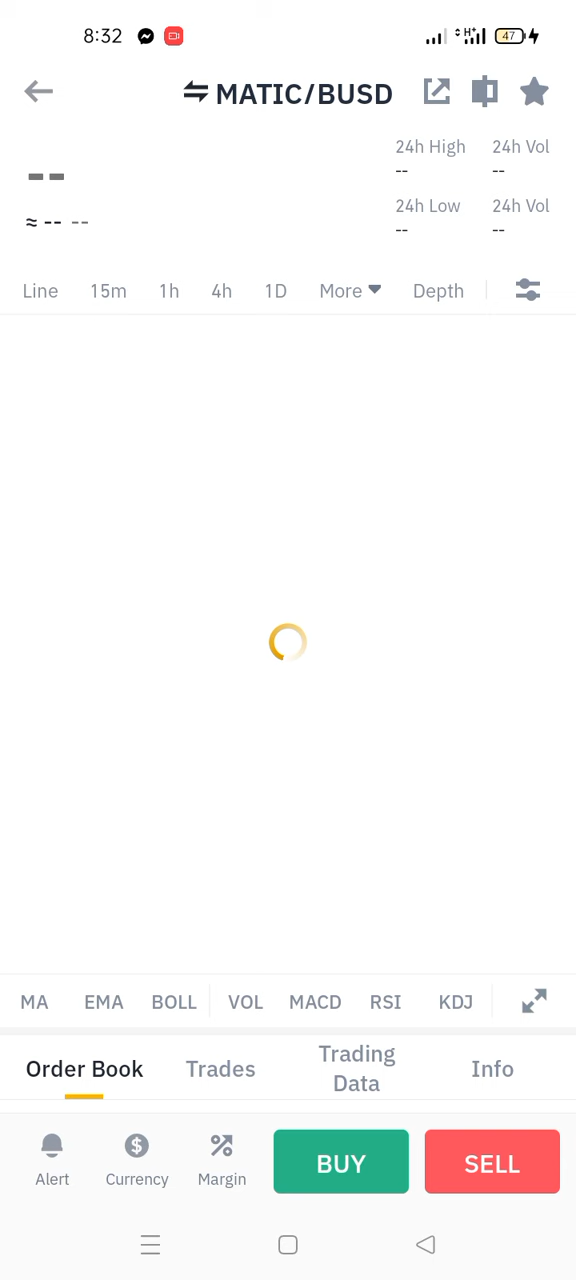 8:32 47
MATIC/BUSD
24h High 24h Vol
-- -- --
24h Low 24h Vol
≈ -- -- -- --
Line 15m 1h 4h 1D More Depth
MA EMA BOLL VOL MACD RSI KDJ
Order Book Trades Trading Data Info
Alert Currency Margin BUY SELL